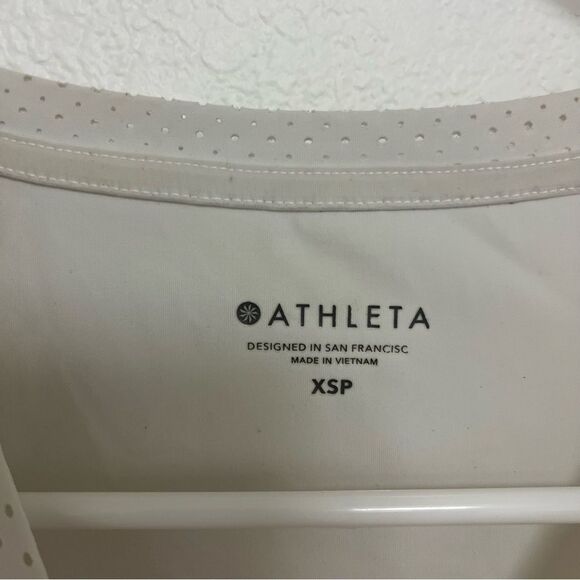 ATHLETA
DESIGNED IN SAN FRANCISC
MADE IN VIETNAM
XSP